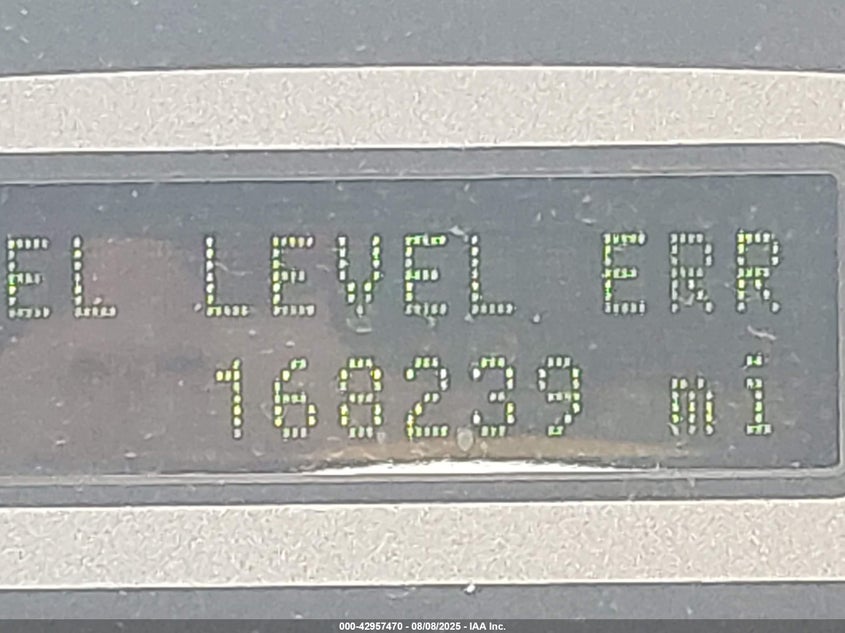 EL LEVEL ERR
168239 mi
000-42957470 - 08/08/2025 - IAA Inc.